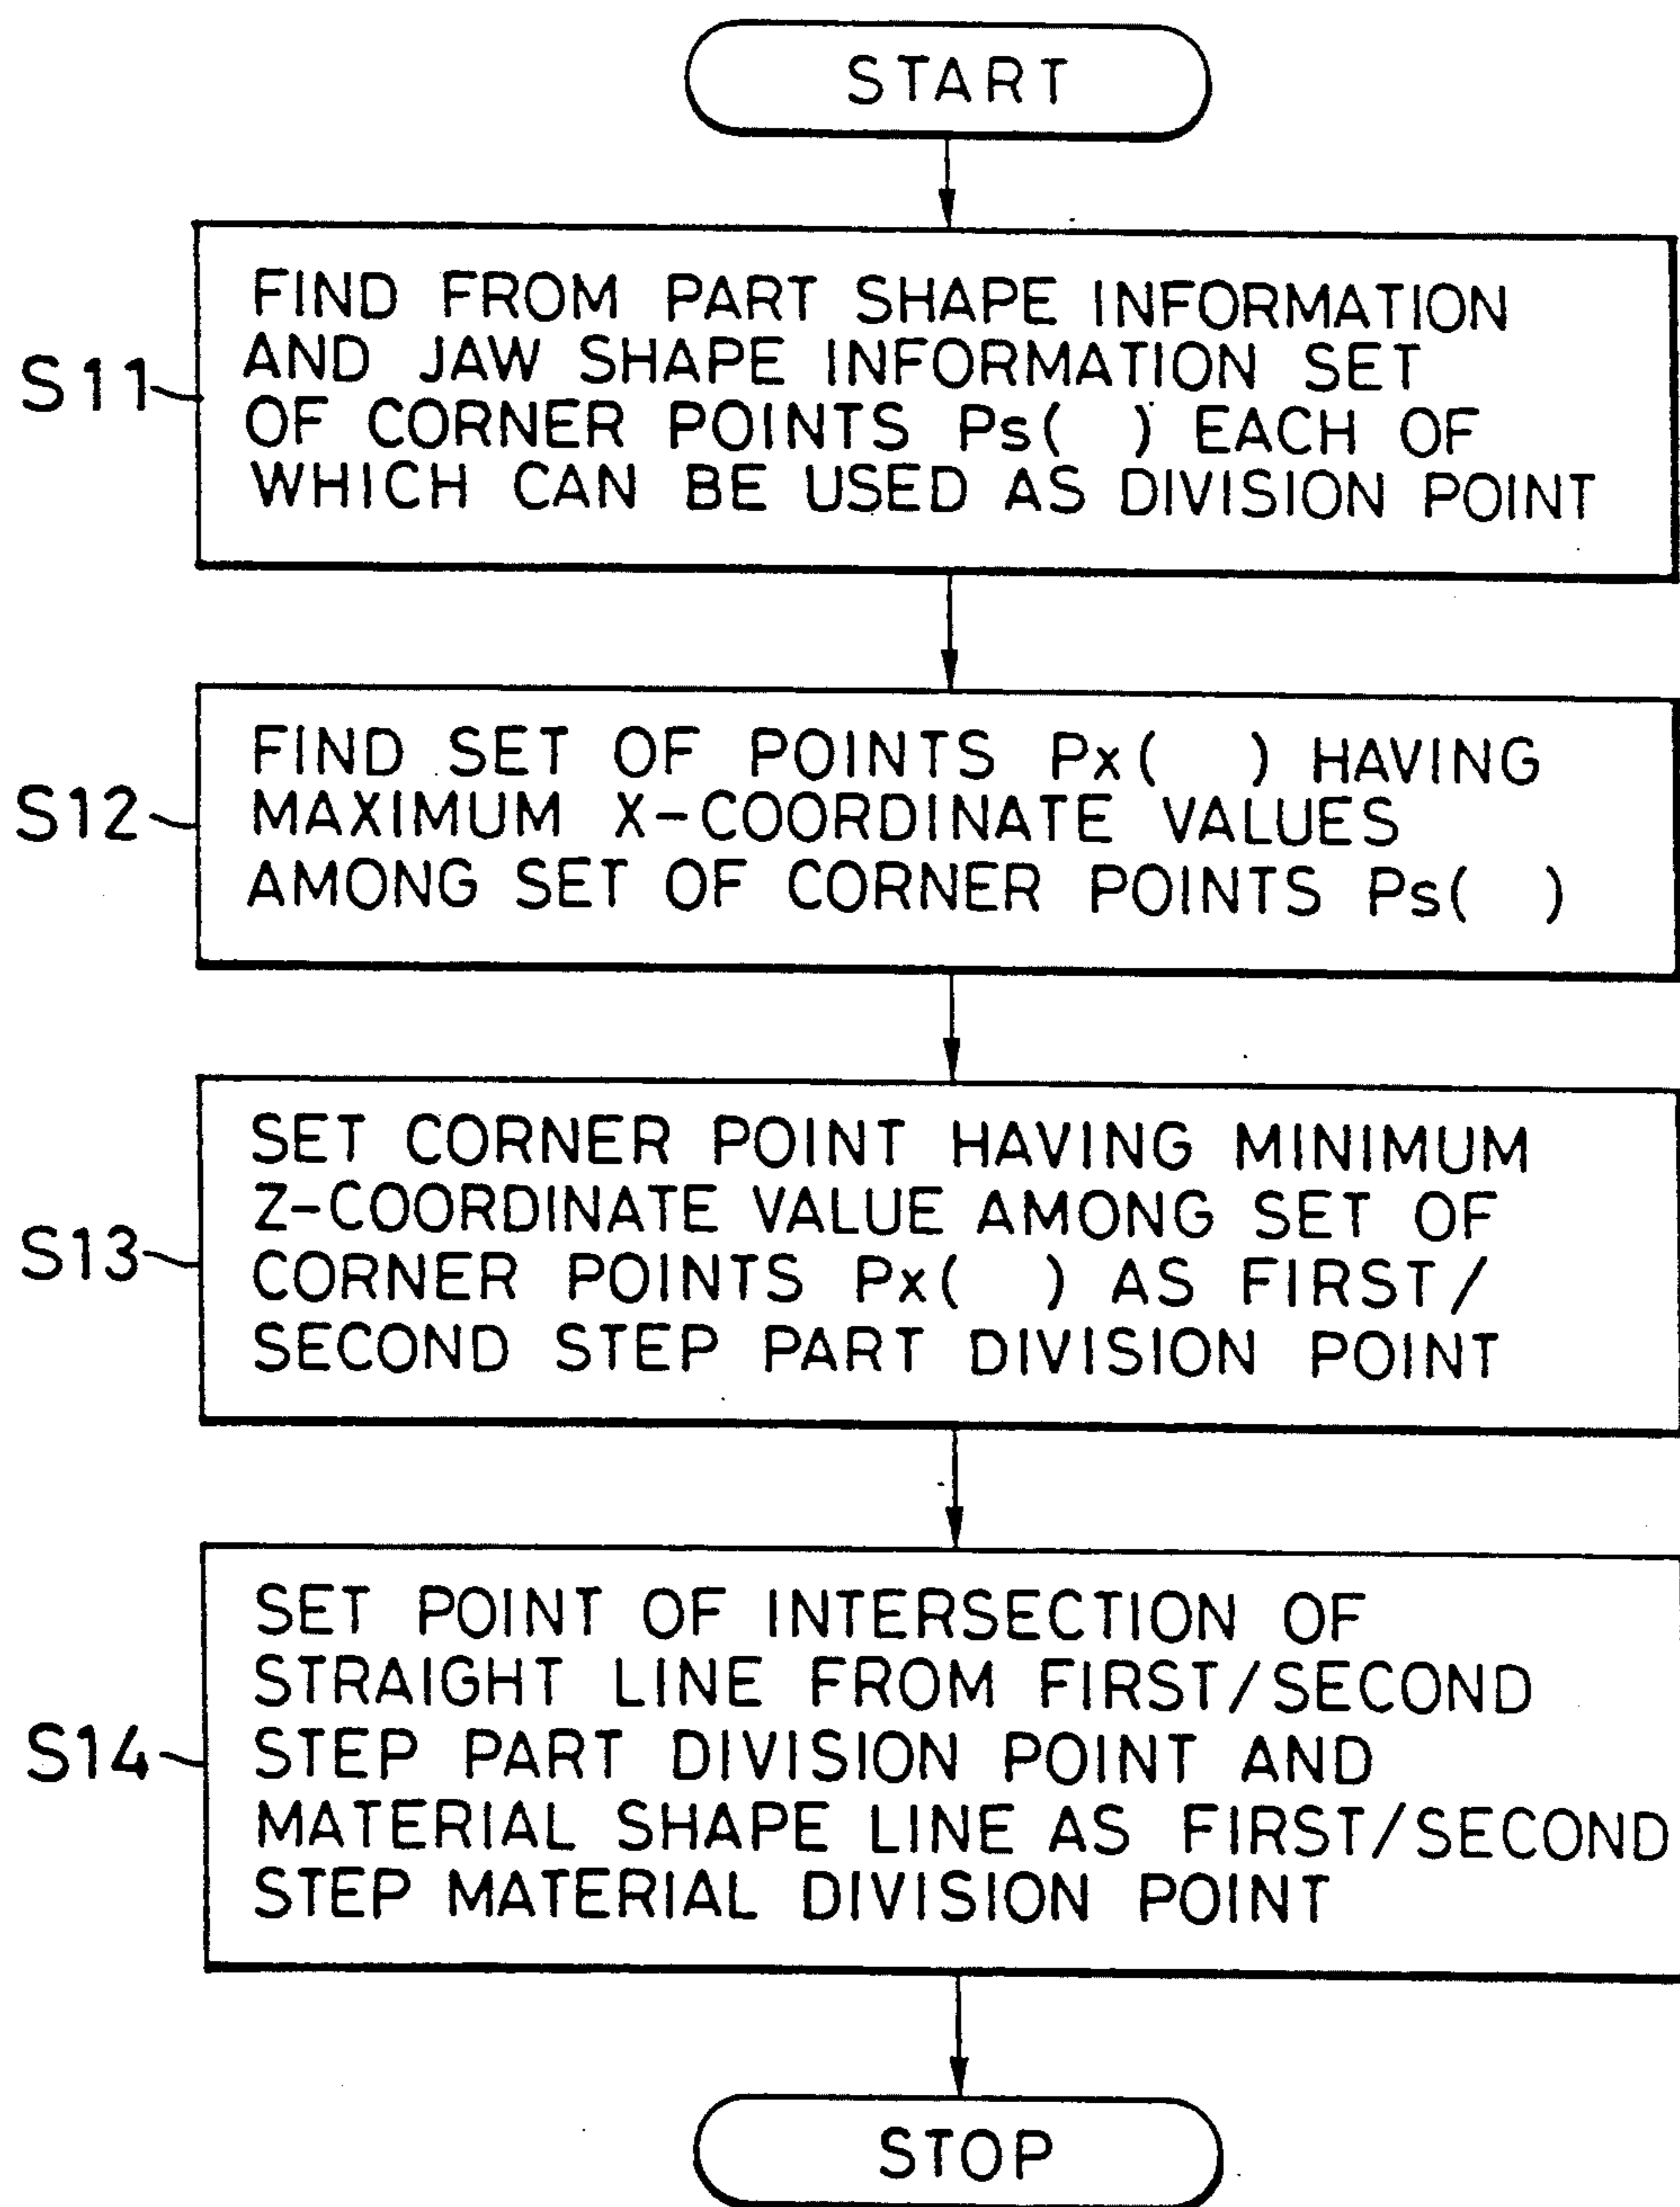 START
S11
FIND FROM PART SHAPE INFORMATION
AND JAW SHAPE INFORMATION SET
OF CORNER POINTS Ps( ) EACH OF
WHICH CAN BE USED AS DIVISION POINT
S12
FIND SET OF POINTS Px( ) HAVING
MAXIMUM X-COORDINATE VALUES
AMONG SET OF CORNER POINTS Ps( )
S13
SET CORNER POINT HAVING MINIMUM
Z-COORDINATE VALUE AMONG SET OF
CORNER POINTS Px( ) AS FIRST/
SECOND STEP PART DIVISION POINT
S14
SET POINT OF INTERSECTION OF
STRAIGHT LINE FROM FIRST/SECOND
STEP PART DIVISION POINT AND
MATERIAL SHAPE LINE AS FIRST/SECOND
STEP MATERIAL DIVISION POINT
STOP